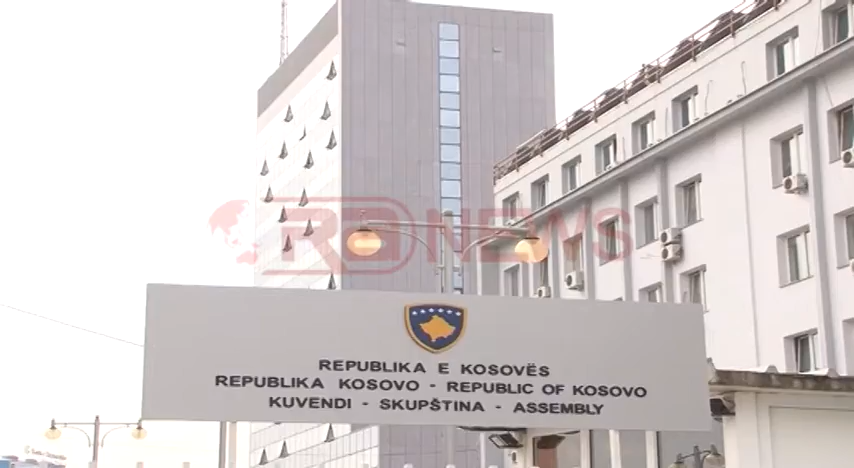 RTV NEWS
REPUBLIKA E KOSOVËS
REPUBLIKA KOSOVO - REPUBLIC OF KOSOVO
KUVENDI - SKUPŠTINA - ASSEMBLY